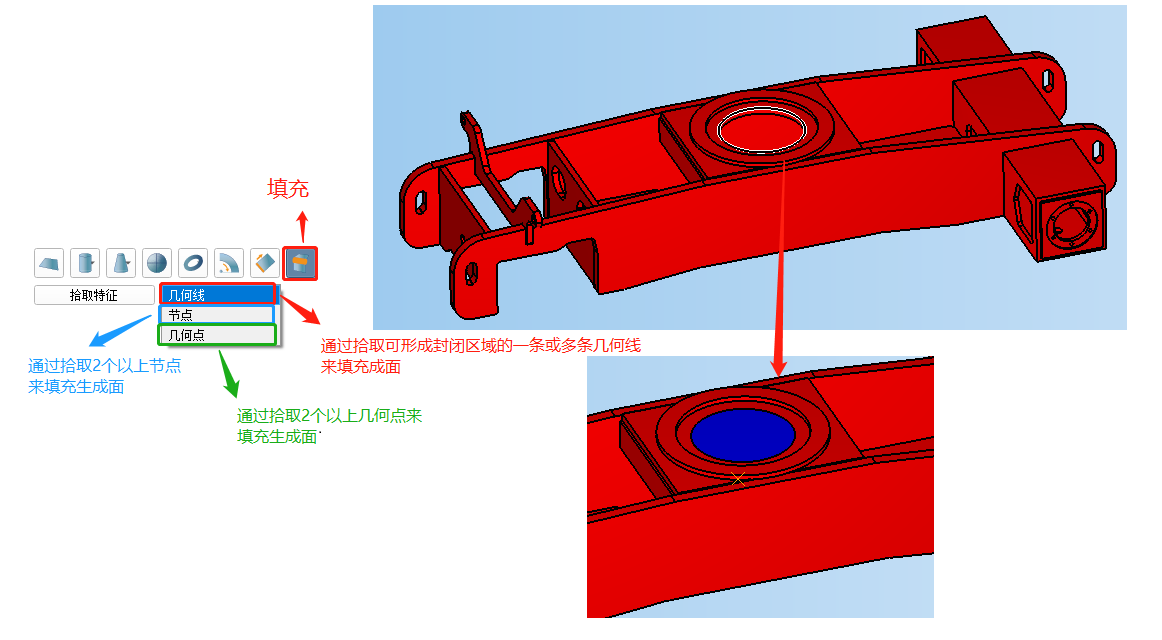 填充
拾取特征
几何线
节点
几何点
通过拾取可形成封闭区域的一条或多条几何线
来填充成面
通过拾取2个以上节点
来填充生成面
通过拾取2个以上几何点来
填充生成面